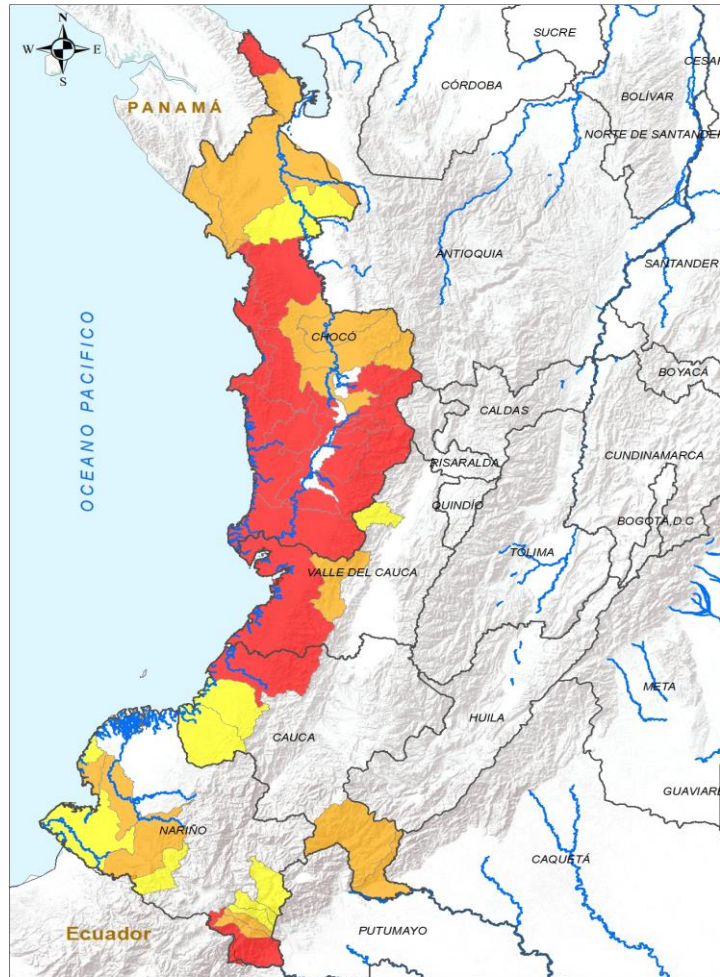 SUCRE
N
W E
S
CESAR
CÓRDOBA
BOLÍVAR
PANAMÁ
NORTE DE SANTANDER
ANTIOQUIA
SANTANDER
OCEANO PACIFICO
CHOCÓ
BOYACÁ
CALDAS
CUNDINAMARCA
RISARALDA
QUINDÍO
BOGOTÁ, D.C
TOLIMA
VALLE DEL CAUCA
META
HUILA
CAUCA
GUAVIARE
NARIÑO
CAQUETÁ
Ecuador
PUTUMAYO